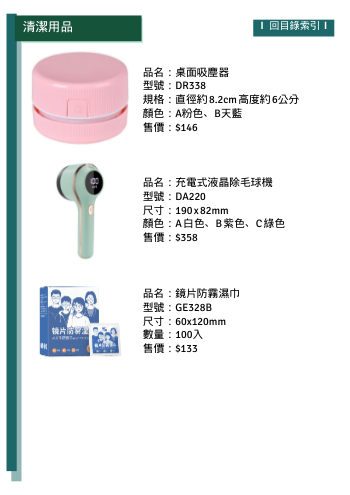 清潔用品
I 回目錄索引 I
品名：桌面吸塵器
型號：DR338
規格：直徑約8.2cm高度約6公分
顏色：A粉色、B天藍
售價：$146
品名：充電式液晶除毛球機
型號：DA220
尺寸：190x82mm
顏色：A白色、B紫色、C綠色
售價：$358
品名：鏡片防霧濕巾
型號：GE328B
尺寸：60x120mm
數量：100入
售價：$133
镜片防雾湿